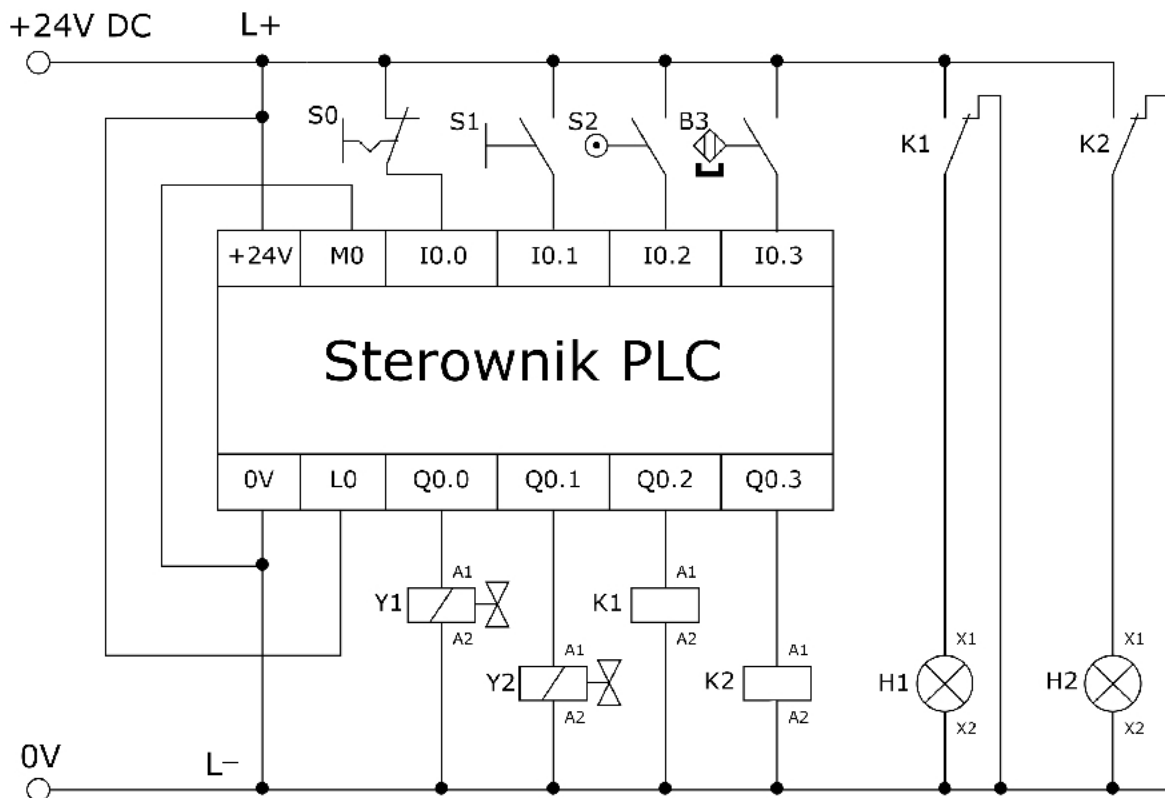 +24V DC
L+
S0
S1
S2
B3
K1
K2
+24V
M0
I0.0
I0.1
I0.2
I0.3
Sterownik PLC
0V
L0
Q0.0
Q0.1
Q0.2
Q0.3
A1
Y1
A2
A1
K1
A2
A1
Y2
A2
A1
K2
A2
X1
H1
X2
X1
H2
X2
0V
L−